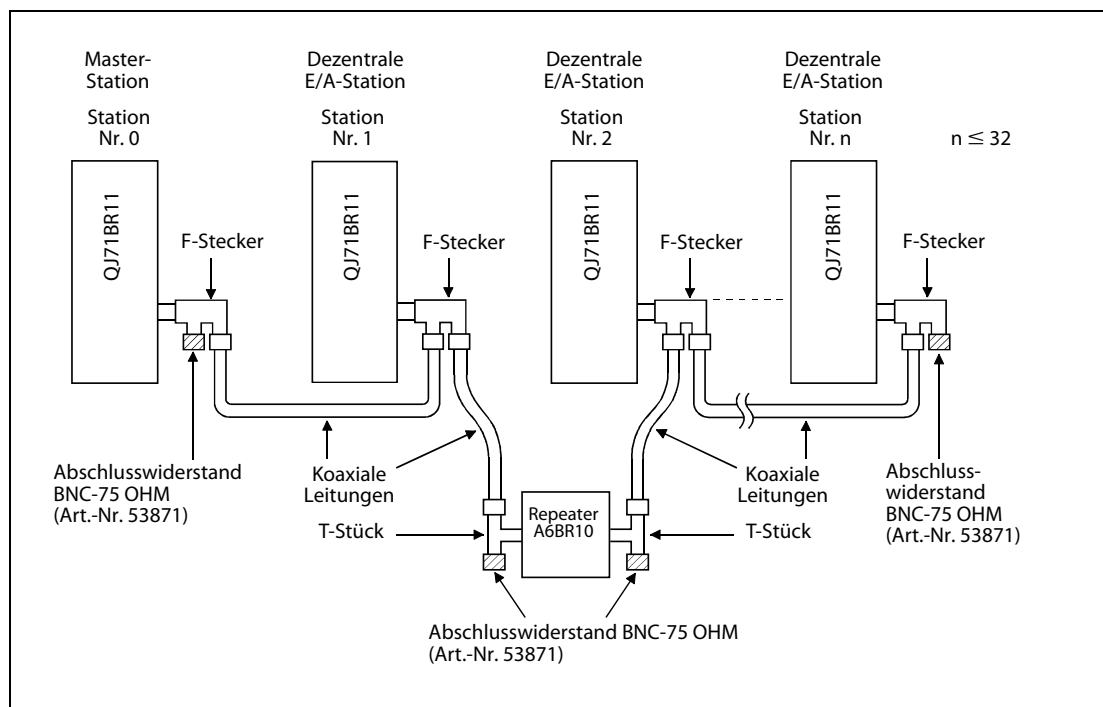 Master-
Station
Dezentrale
E/A-Station
Dezentrale
E/A-Station
Dezentrale
E/A-Station
Station
Nr. 0
Station
Nr. 1
Station
Nr. 2
Station
Nr. n
n ≤ 32
QJ71BR11
QJ71BR11
QJ71BR11
QJ71BR11
F-Stecker
F-Stecker
F-Stecker
F-Stecker
Abschlusswiderstand
BNC-75 OHM
(Art.-Nr. 53871)
Koaxiale
Leitungen
Koaxiale
Leitungen
Abschluss-
widerstand
BNC-75 OHM
(Art.-Nr. 53871)
T-Stück
Repeater
A6BR10
T-Stück
Abschlusswiderstand BNC-75 OHM
(Art.-Nr. 53871)